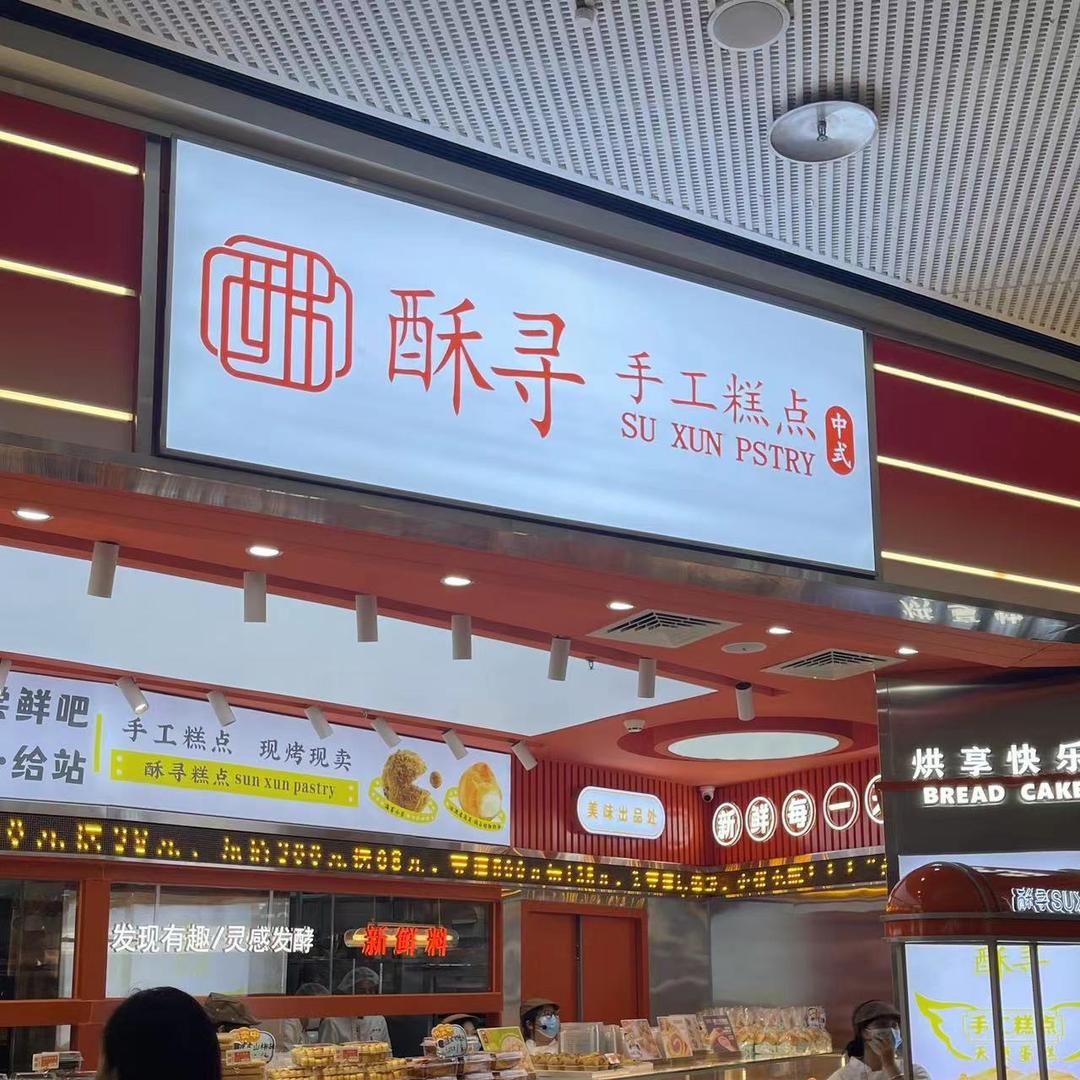 酥寻
手工糕点
SU XUN PSTRY
中式
尝鲜吧
给站
手工糕点 现烤现卖
酥寻糕点 sun xun pastry
美味出品处
新鲜每一
烘享快乐
BREAD CAKE
发现有趣/灵感发酵
新鲜料
酥寻
手工糕点